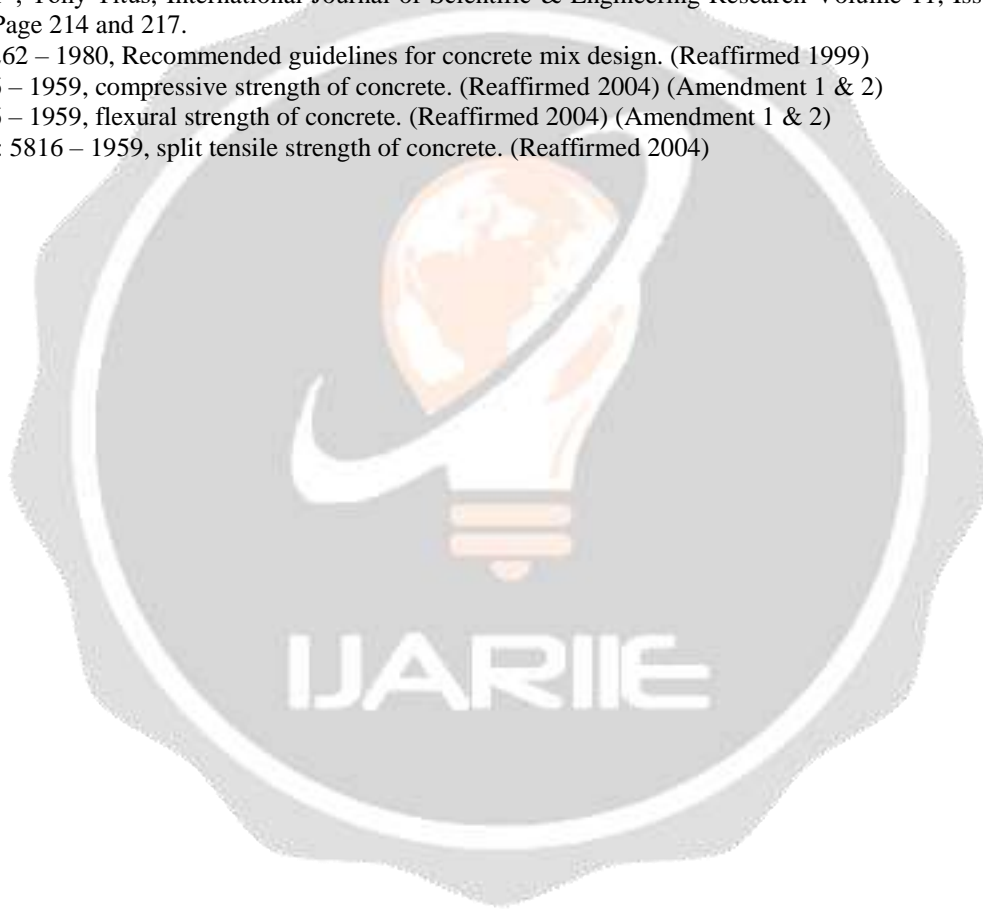 , Tony Titus, International Journal of Scientific & Engineering Research Volume 11, Iss
Page 214 and 217.
62 – 1980, Recommended guidelines for concrete mix design. (Reaffirmed 1999)
– 1959, compressive strength of concrete. (Reaffirmed 2004) (Amendment 1 & 2)
– 1959, flexural strength of concrete. (Reaffirmed 2004) (Amendment 1 & 2)
: 5816 – 1959, split tensile strength of concrete. (Reaffirmed 2004)
IJARIIE